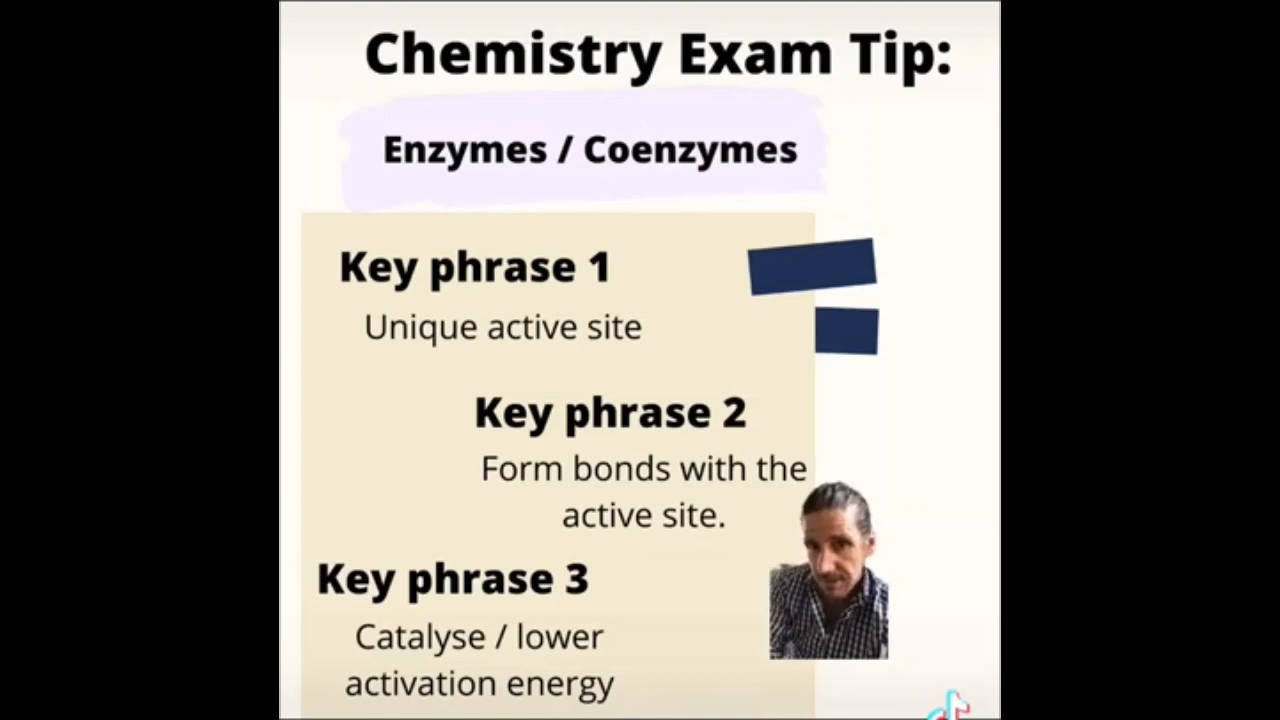 Chemistry Exam Tip:
Enzymes / Coenzymes
Key phrase 1
Unique active site
Key phrase 2
Form bonds with the
active site.
Key phrase 3
Catalyse / lower
activation energy